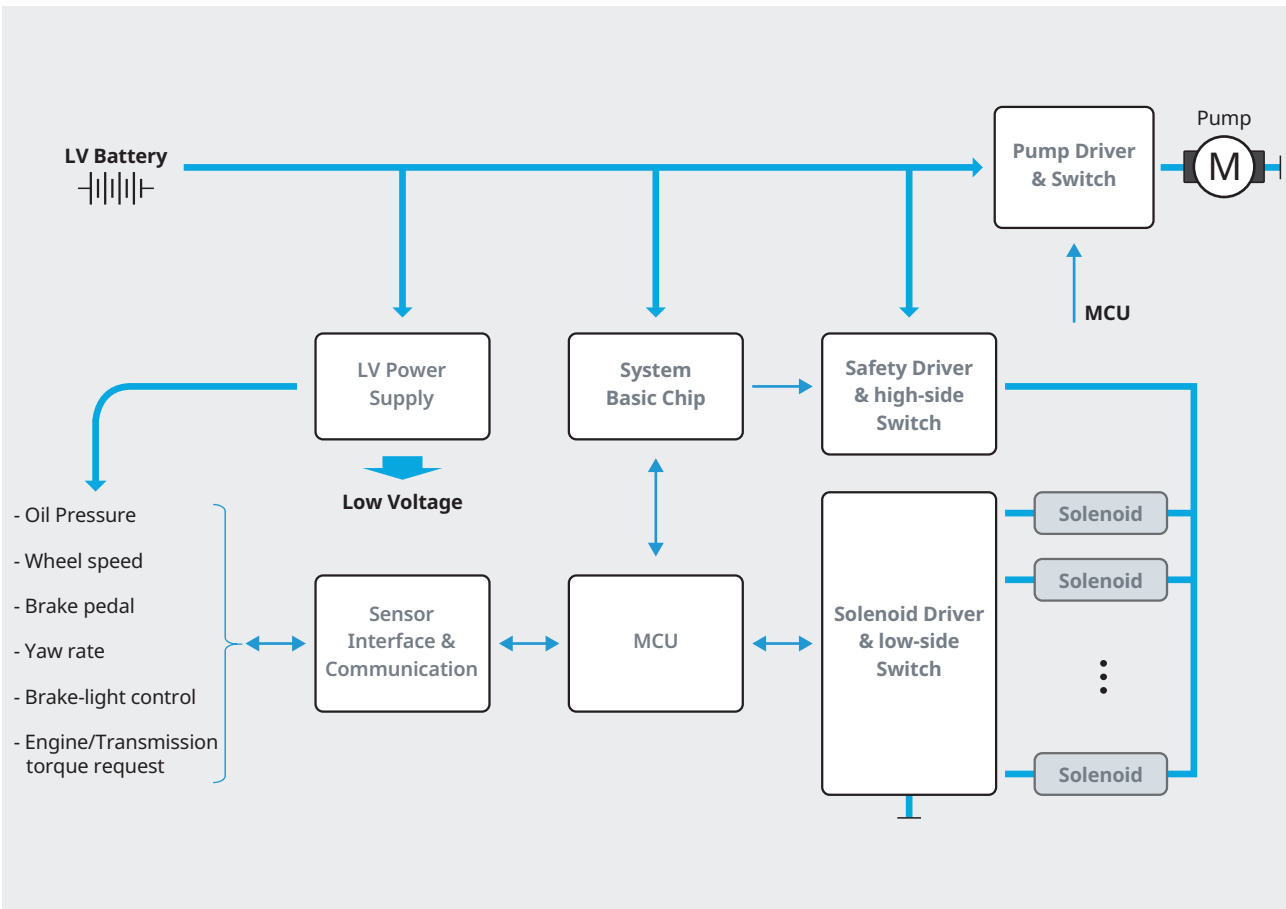 LV Battery
Pump
Pump Driver
& Switch
M
MCU
LV Power
Supply
System
Basic Chip
Safety Driver
& high-side
Switch
Low Voltage
- Oil Pressure
- Wheel speed
- Brake pedal
- Yaw rate
- Brake-light control
- Engine/Transmission
torque request
Sensor
Interface &
Communication
MCU
Solenoid Driver
& low-side
Switch
Solenoid
Solenoid
Solenoid